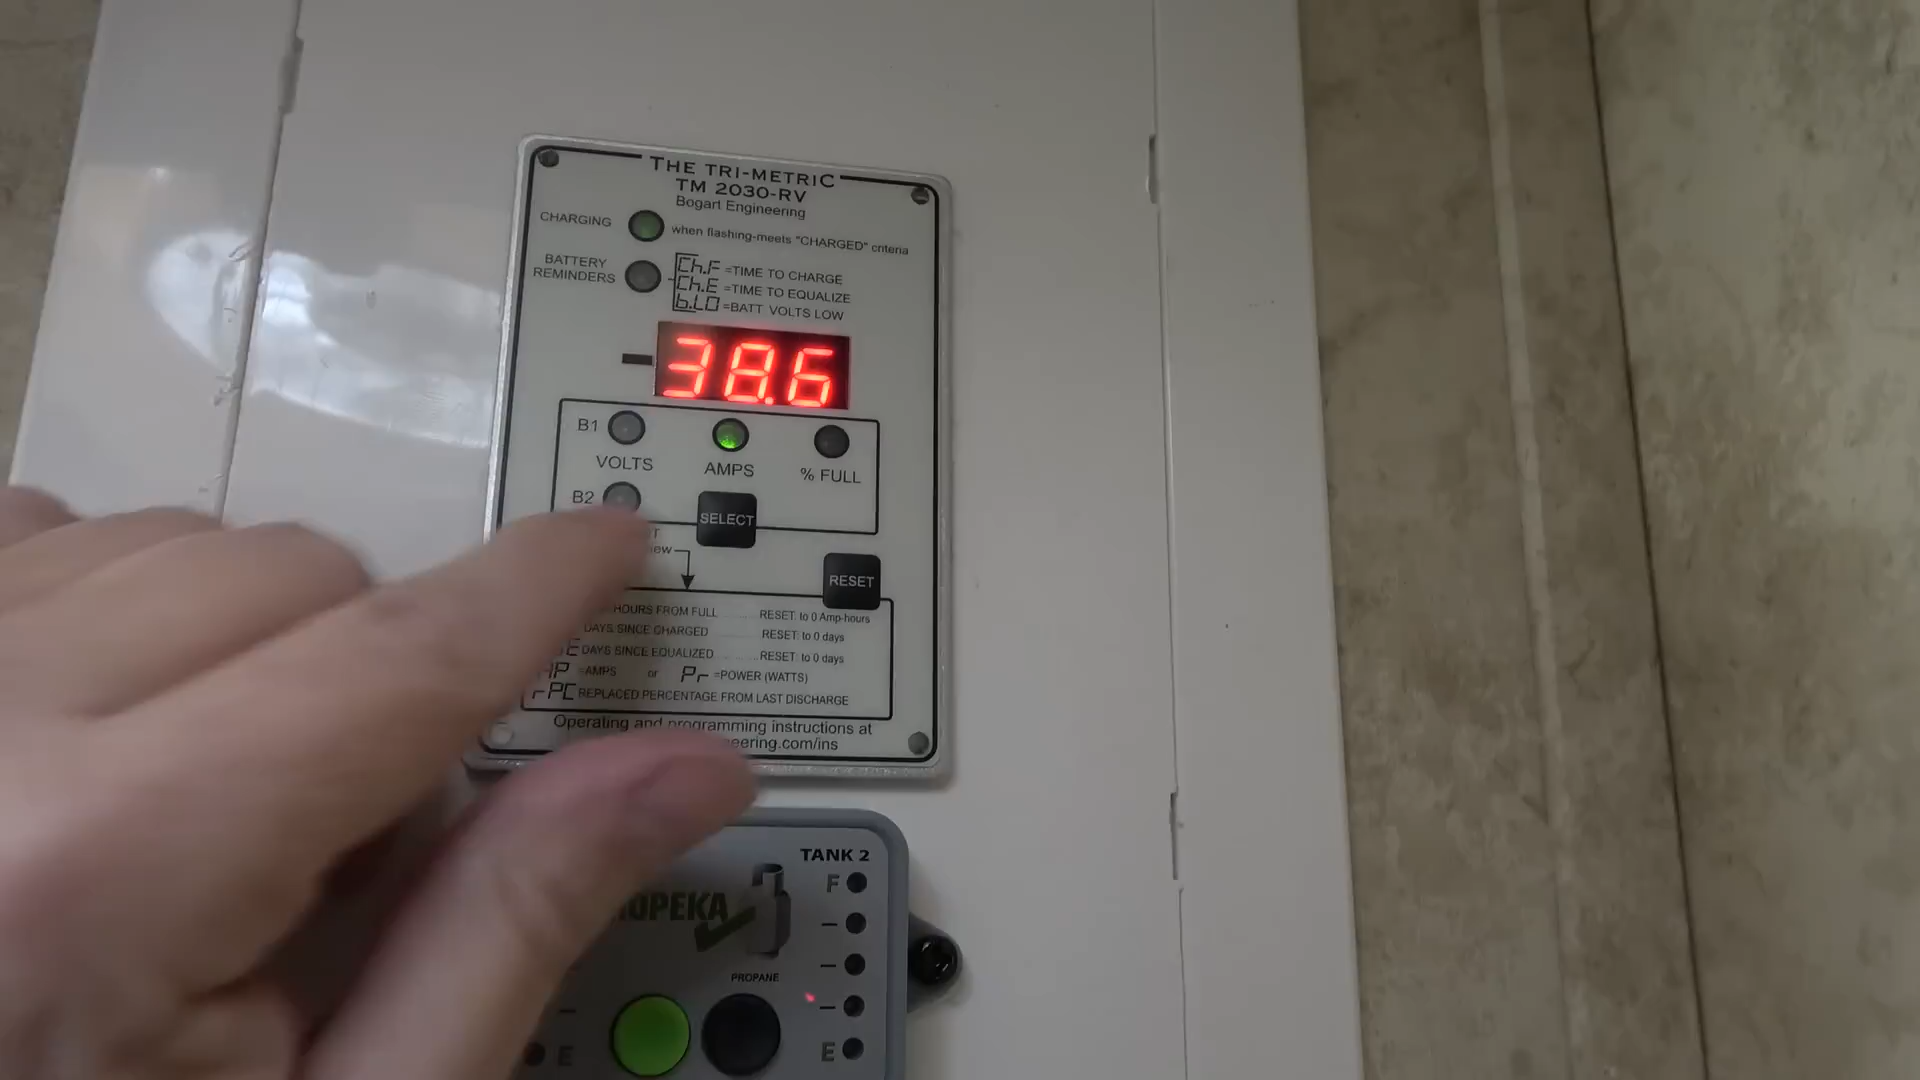 THE TRI-METRIC
TM 2030-RV
Bogart Engineering
CHARGING
when flashing-meets "CHARGED" criteria
BATTERY
REMINDERS
Ch.F =TIME TO CHARGE
Ch.E =TIME TO EQUALIZE
b.LO =BATT VOLTS LOW
38.6
B1
VOLTS
AMPS
% FULL
B2
SELECT
RESET
HOURS FROM FULL ........ RESET: to 0 Amp-hours
DAYS SINCE CHARGED ........ RESET: to 0 days
DAYS SINCE EQUALIZED ........ RESET: to 0 days
=AMPS or Pr =POWER (WATTS)
rPC REPLACED PERCENTAGE FROM LAST DISCHARGE
Operating and programming instructions at
TANK 2
F
PROPANE
E
E